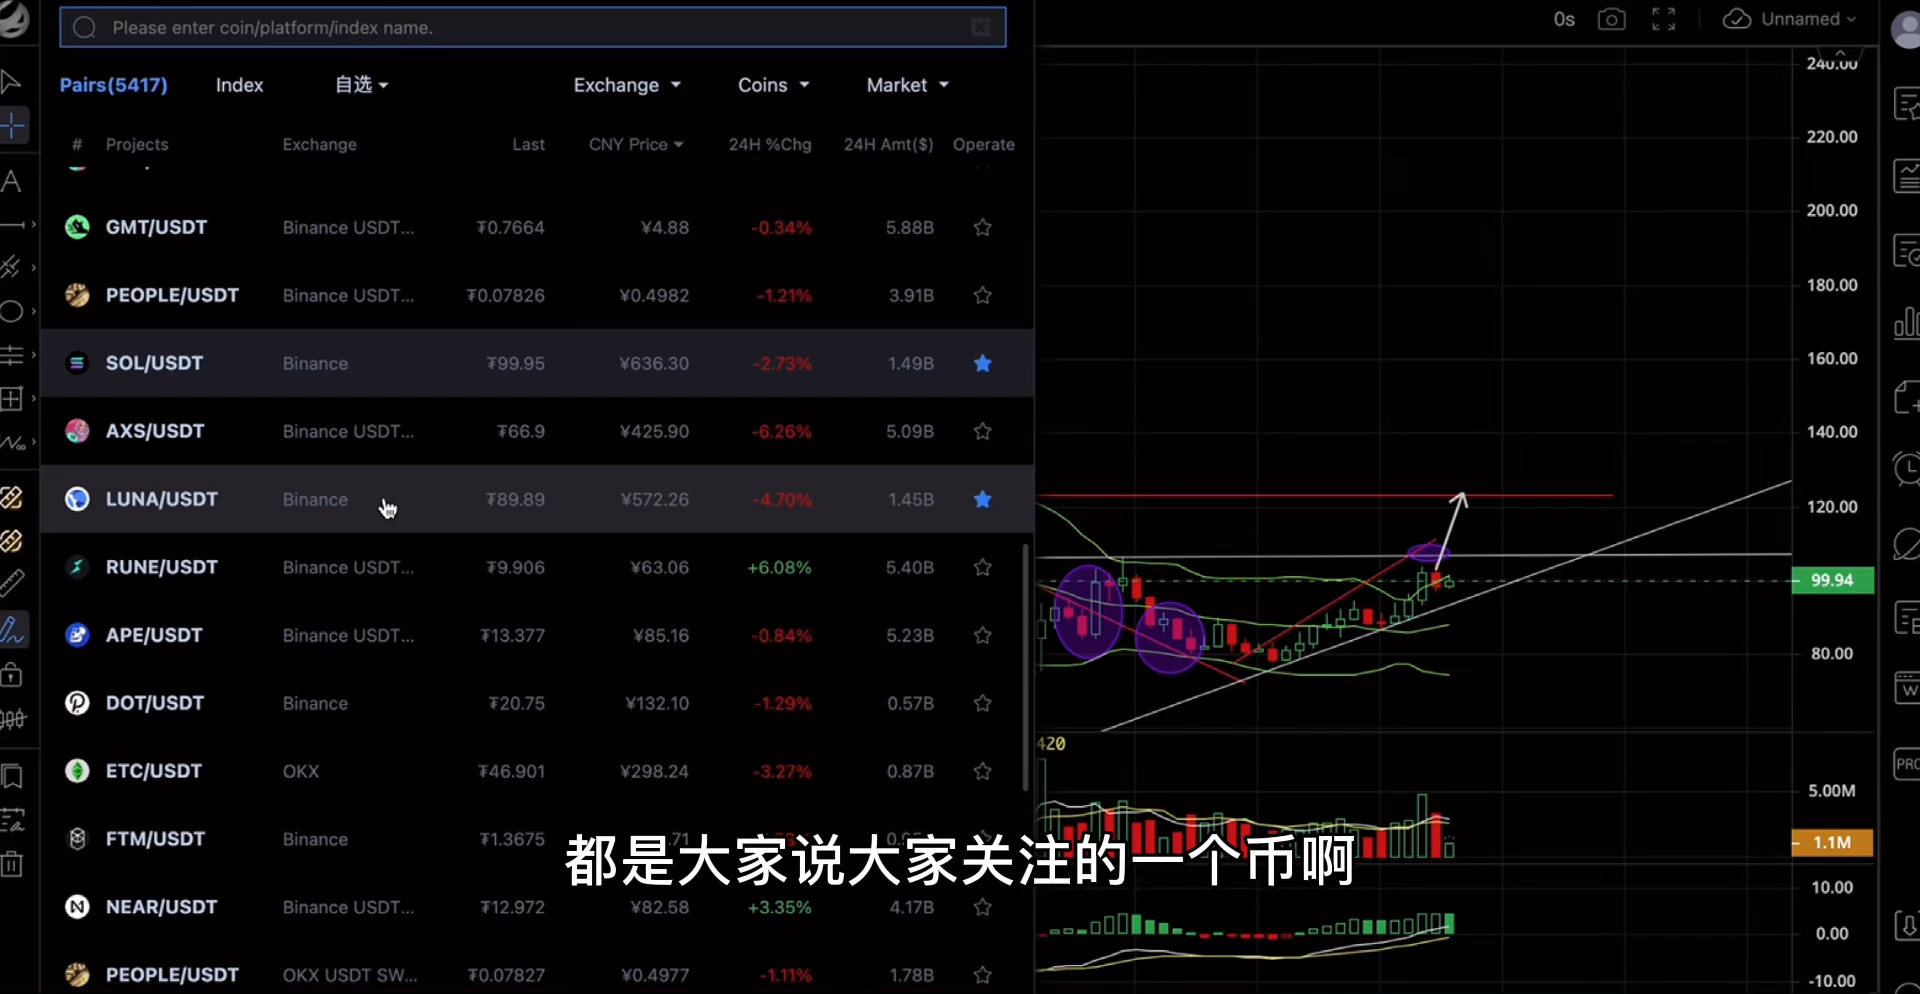 Please enter coin/platform/index name.
0s
Unnamed
Pairs(5417) Index 自选 Exchange Coins Market
# Projects Exchange Last CNY Price 24H %Chg 24H Amt($) Operate
GMT/USDT Binance USDT... ₮0.7664 ¥4.88 -0.34% 5.88B
PEOPLE/USDT Binance USDT... ₮0.07826 ¥0.4982 -1.21% 3.91B
SOL/USDT Binance ₮99.95 ¥636.30 -2.73% 1.49B
AXS/USDT Binance USDT... ₮66.9 ¥425.90 -6.26% 5.09B
LUNA/USDT Binance ₮89.89 ¥572.26 -4.70% 1.45B
RUNE/USDT Binance USDT... ₮9.906 ¥63.06 +6.08% 5.40B
APE/USDT Binance USDT... ₮13.377 ¥85.16 -0.84% 5.23B
DOT/USDT Binance ₮20.75 ¥132.10 -1.29% 0.57B
ETC/USDT OKX ₮46.901 ¥298.24 -3.27% 0.87B
FTM/USDT Binance ₮1.3675
都是大家说大家关注的一个币啊
NEAR/USDT Binance USDT... ₮12.972 ¥82.58 +3.35% 4.17B
PEOPLE/USDT OKX USDT SW... ₮0.07827 ¥0.4977 -1.11% 1.78B
240.00
220.00
200.00
180.00
160.00
140.00
120.00
99.94
80.00
420
5.00M
1.1M
10.00
0.00
-10.00
W
PRO